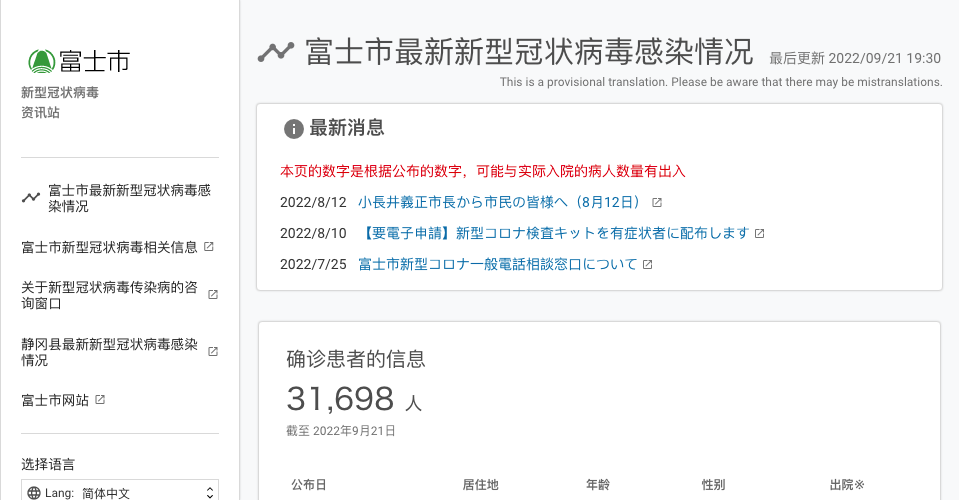 富士市
新型冠状病毒
资讯站
富士市最新新型冠状病毒感
染情况
富士市新型冠状病毒相关信息
关于新型冠状病毒传染病的咨
询窗口
静冈县最新新型冠状病毒感染
情况
富士市网站
选择语言
Lang: 简体中文
富士市最新新型冠状病毒感染情况
最后更新 2022/09/21 19:30
This is a provisional translation. Please be aware that there may be mistranslations.
最新消息
本页的数字是根据公布的数字，可能与实际入院的病人数量有出入
2022/8/12 小長井義正市長から市民の皆様へ（8月12日）
2022/8/10 【要電子申請】新型コロナ検査キットを有症状者に配布します
2022/7/25 富士市新型コロナ一般電話相談窓口について
确诊患者的信息
31,698 人
截至 2022年9月21日
公布日 居住地 年龄 性别 出院※